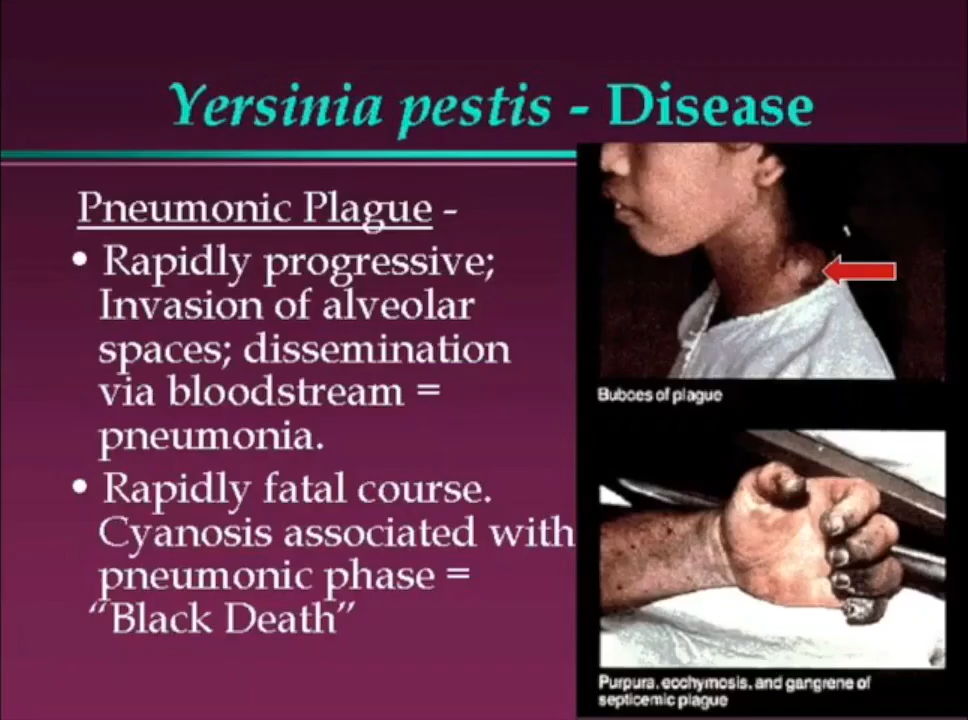 Yersinia pestis - Disease
Pneumonic Plague -
• Rapidly progressive;
Invasion of alveolar
spaces; dissemination
via bloodstream =
pneumonia.
• Rapidly fatal course.
Cyanosis associated with
pneumonic phase =
“Black Death”
Buboes of plague
Purpura, ecchymosis, and gangrene of
septicemic plague